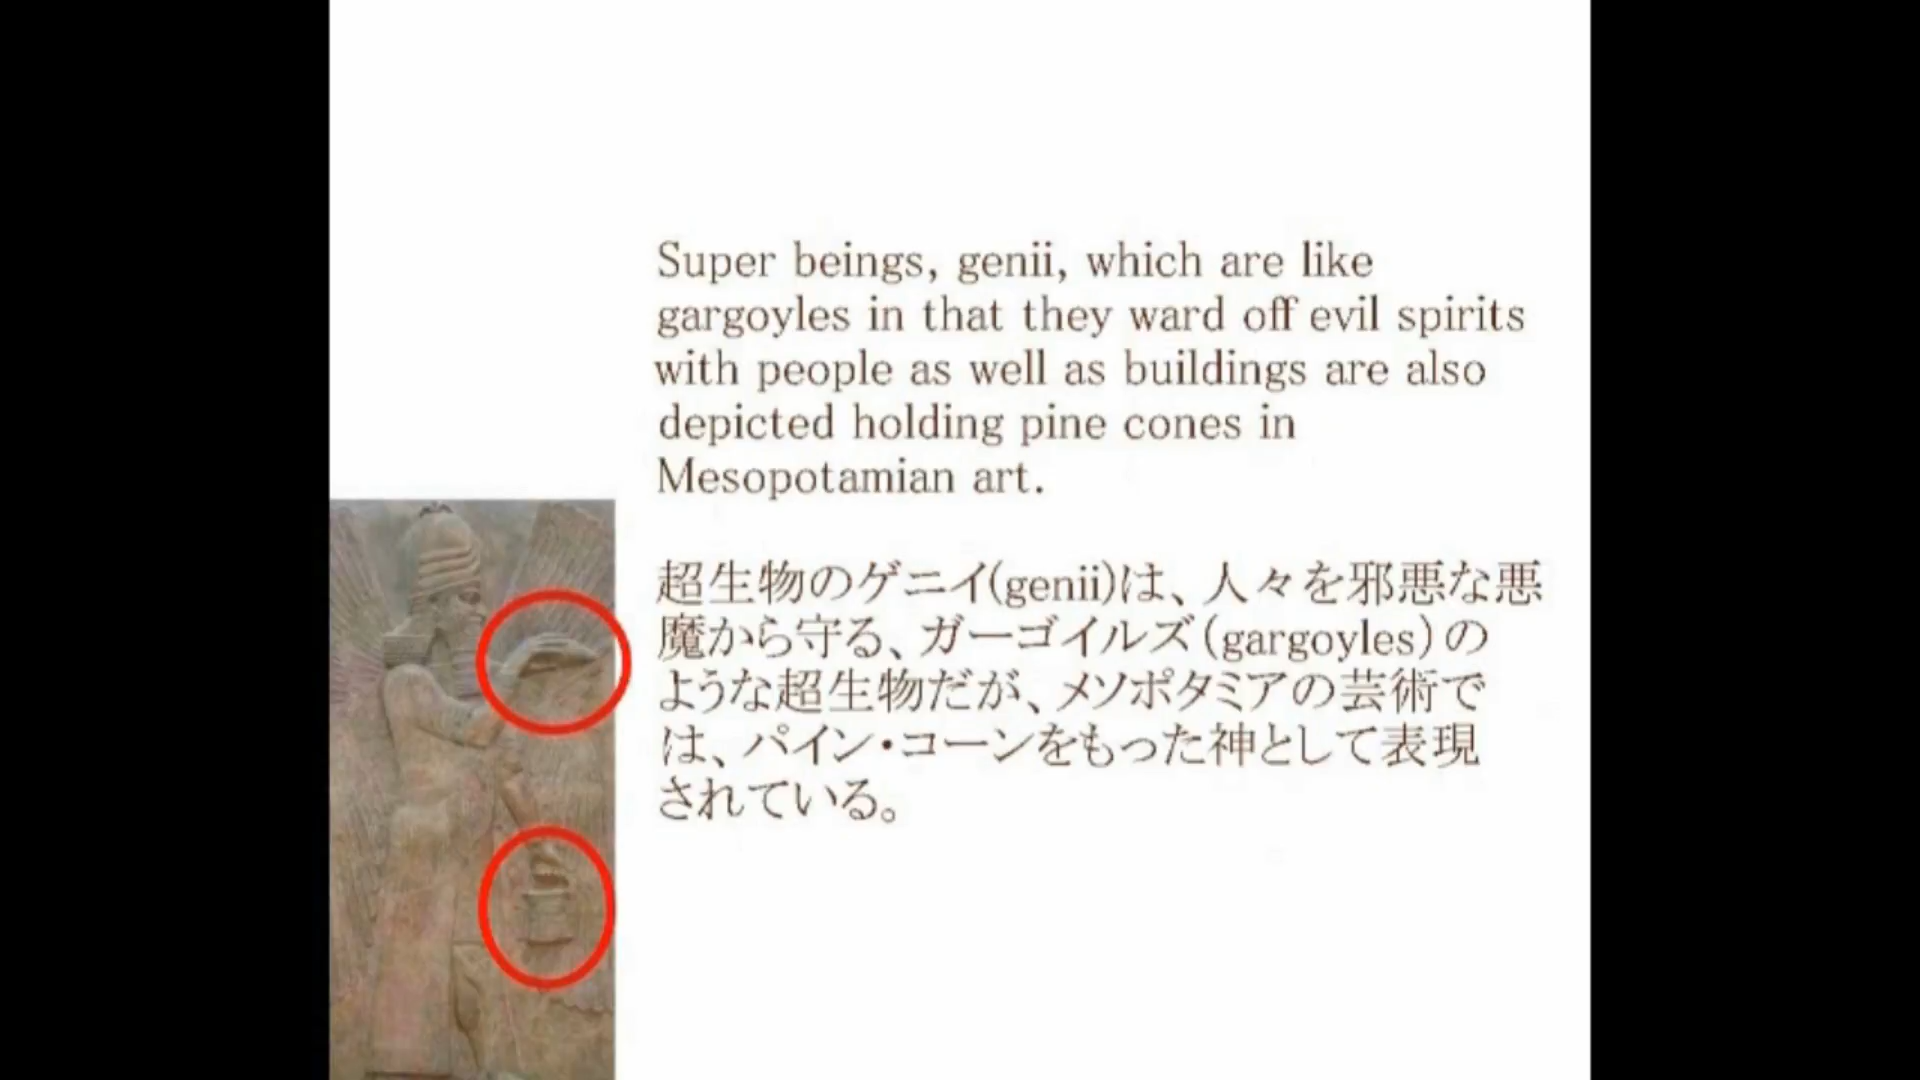 Super beings, genii, which are like
gargoyles in that they ward off evil spirits
with people as well as buildings are also
depicted holding pine cones in
Mesopotamian art.
超生物のゲニイ(genii)は、人々を邪悪な悪
魔から守る、ガーゴイルズ(gargoyles)の
ような超生物だが、メソポタミアの芸術で
は、パイン・コーンをもった神として表現
されている。